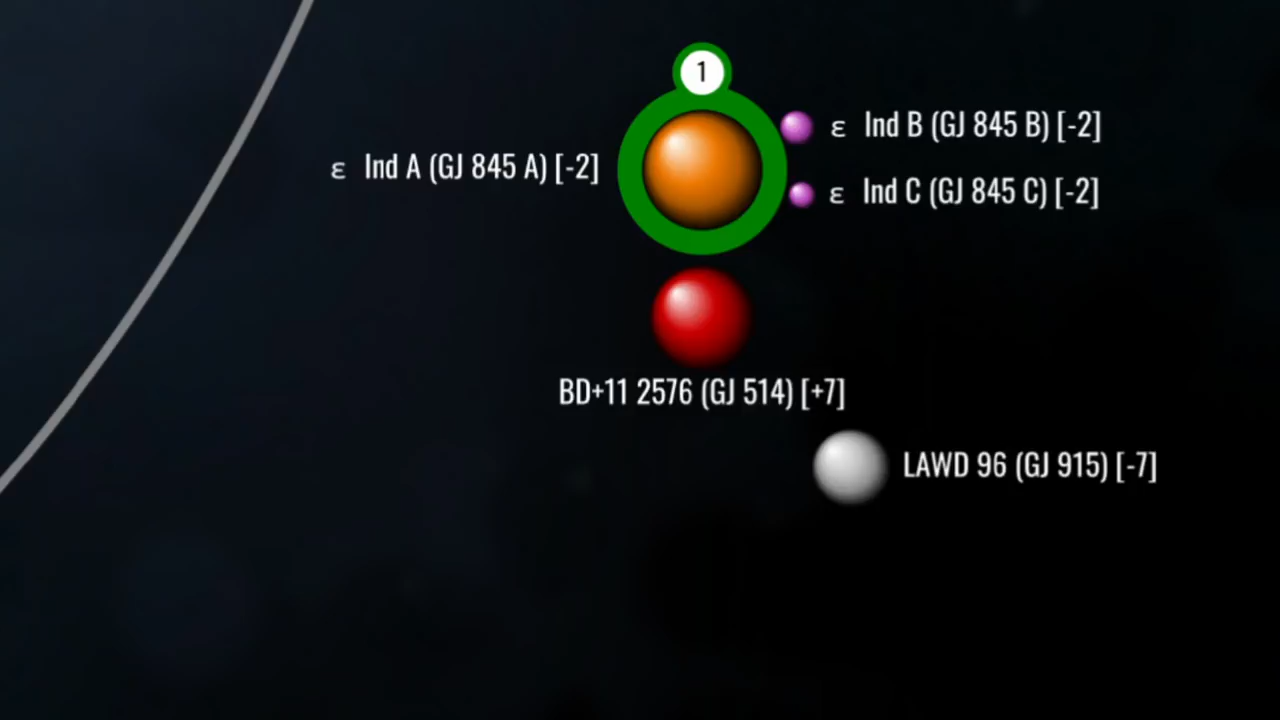 1
ε Ind B (GJ 845 B) [-2]
ε Ind A (GJ 845 A) [-2]
ε Ind C (GJ 845 C) [-2]
BD+11 2576 (GJ 514) [+7]
LAWD 96 (GJ 915) [-7]